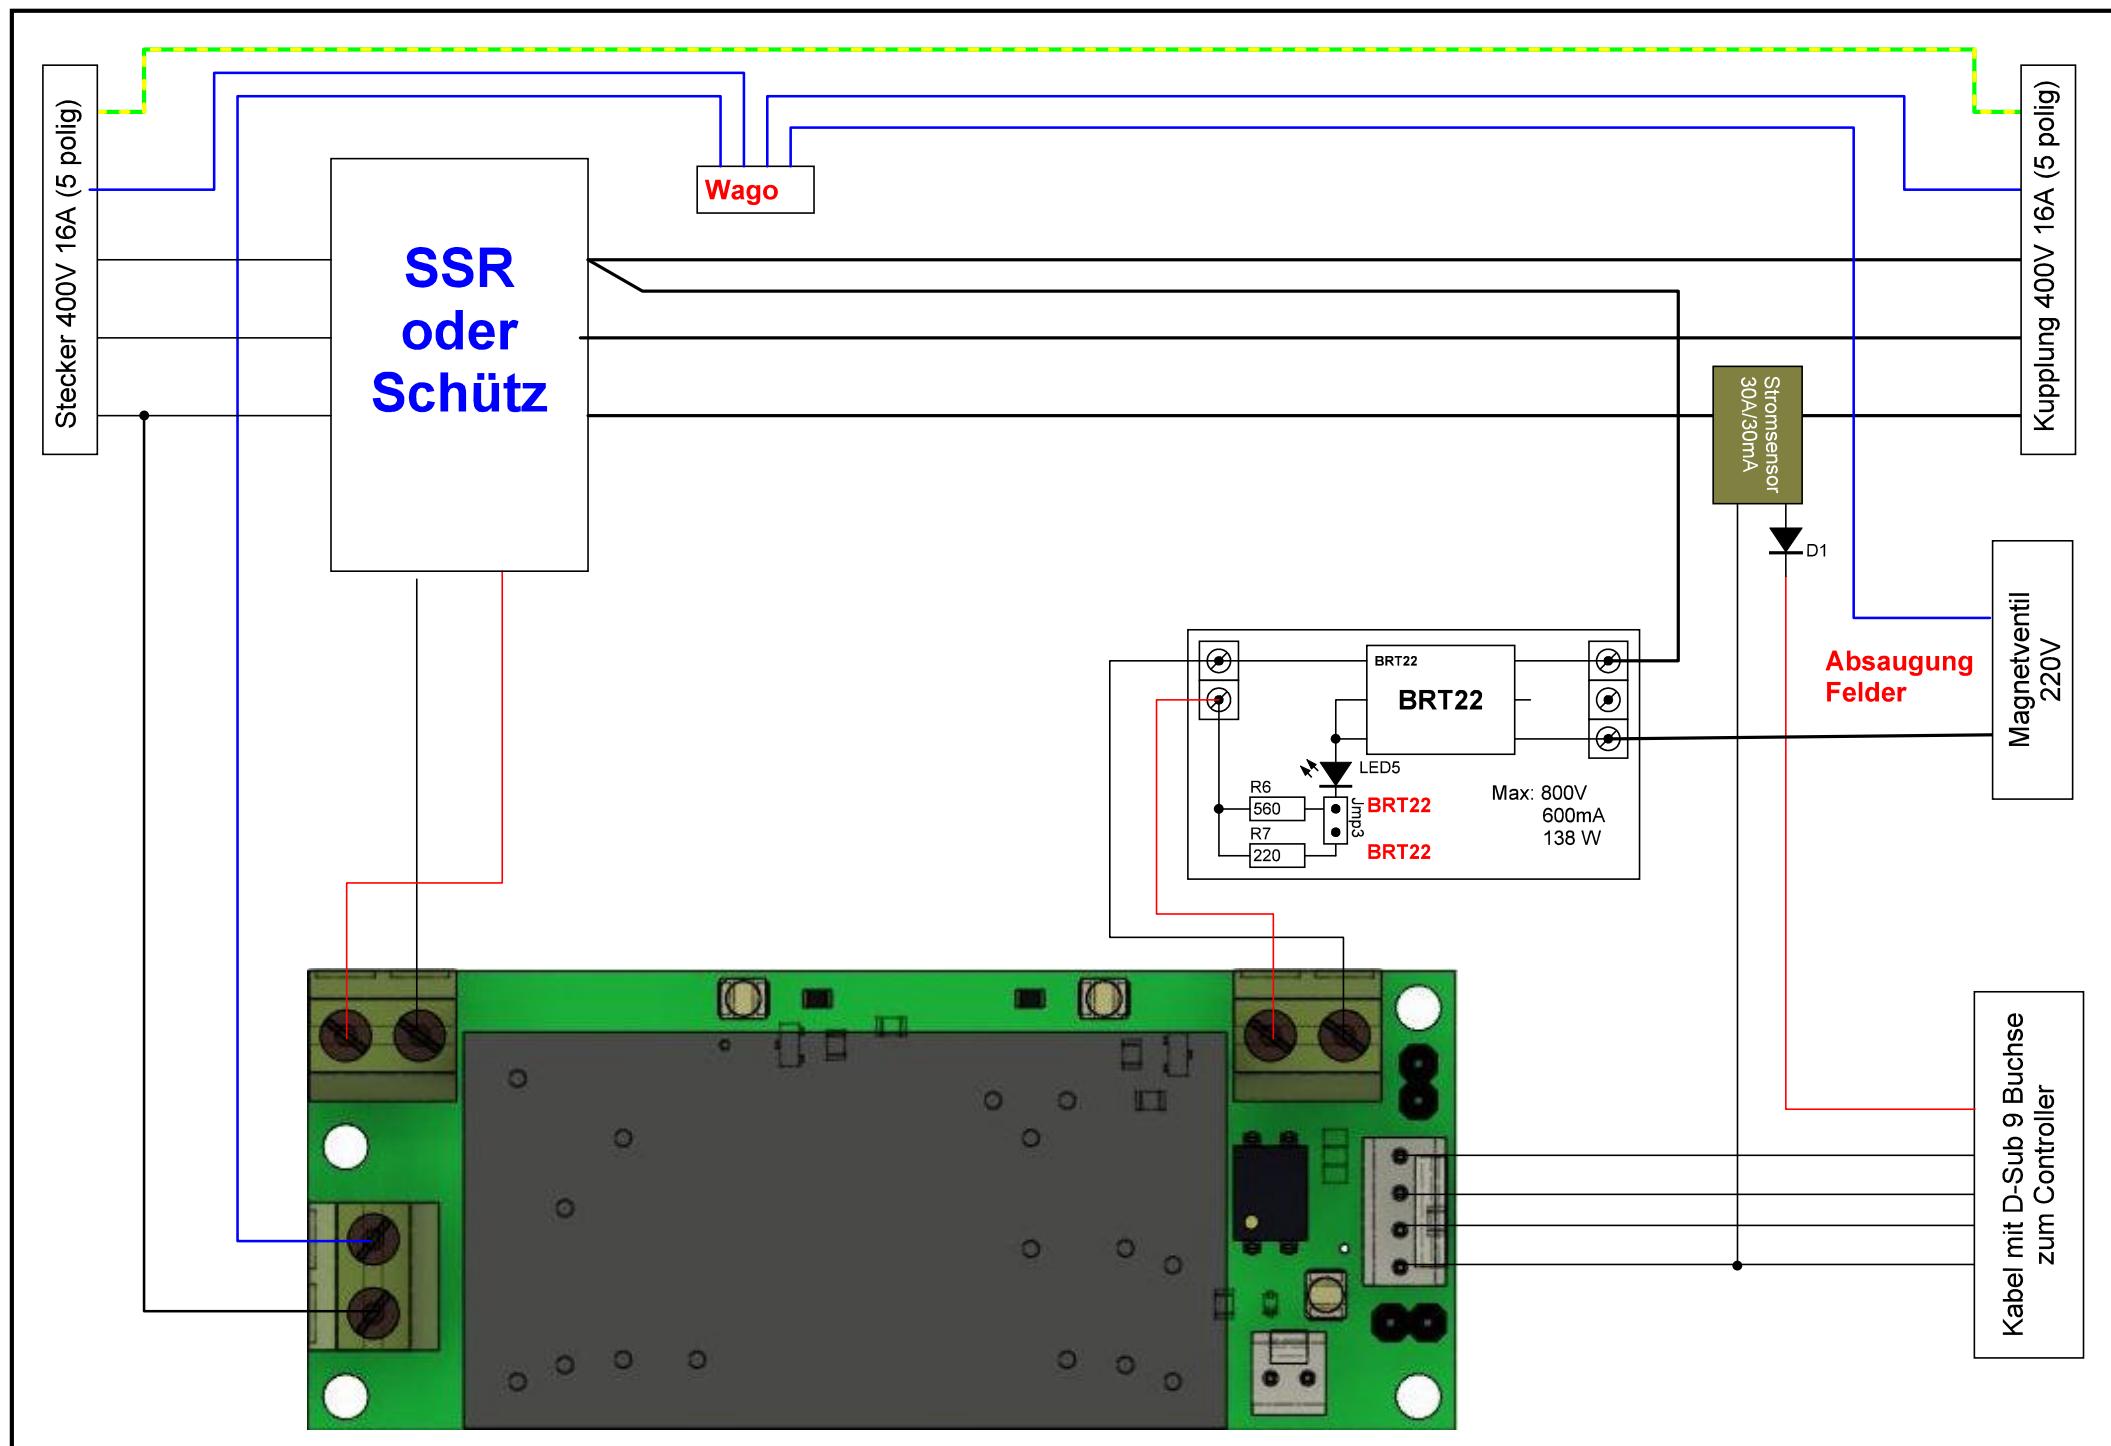 Stecker 400V 16A (5 polig)
Wago
Kupplung 400V 16A (5 polig)
SSR
oder
Schütz
Stromsensor
30A/30mA
D1
Magnetventil
220V
Absaugung
Felder
BRT22
BRT22
LED5
R6
560
Jmp3
BRT22
R7
220
BRT22
Max: 800V
600mA
138 W
Kabel mit D-Sub 9 Buchse
zum Controller